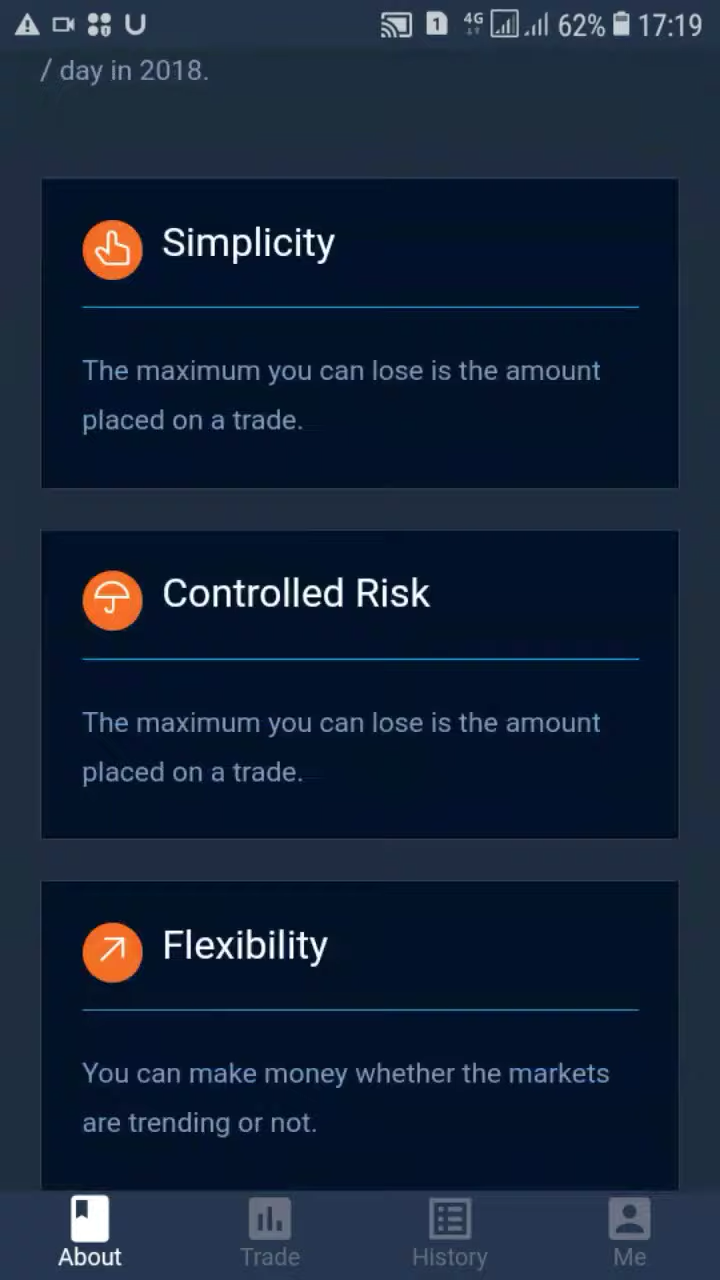 4G 62% 17:19
/ day in 2018.
Simplicity
The maximum you can lose is the amount
placed on a trade.
Controlled Risk
The maximum you can lose is the amount
placed on a trade.
Flexibility
You can make money whether the markets
are trending or not.
About Trade History Me